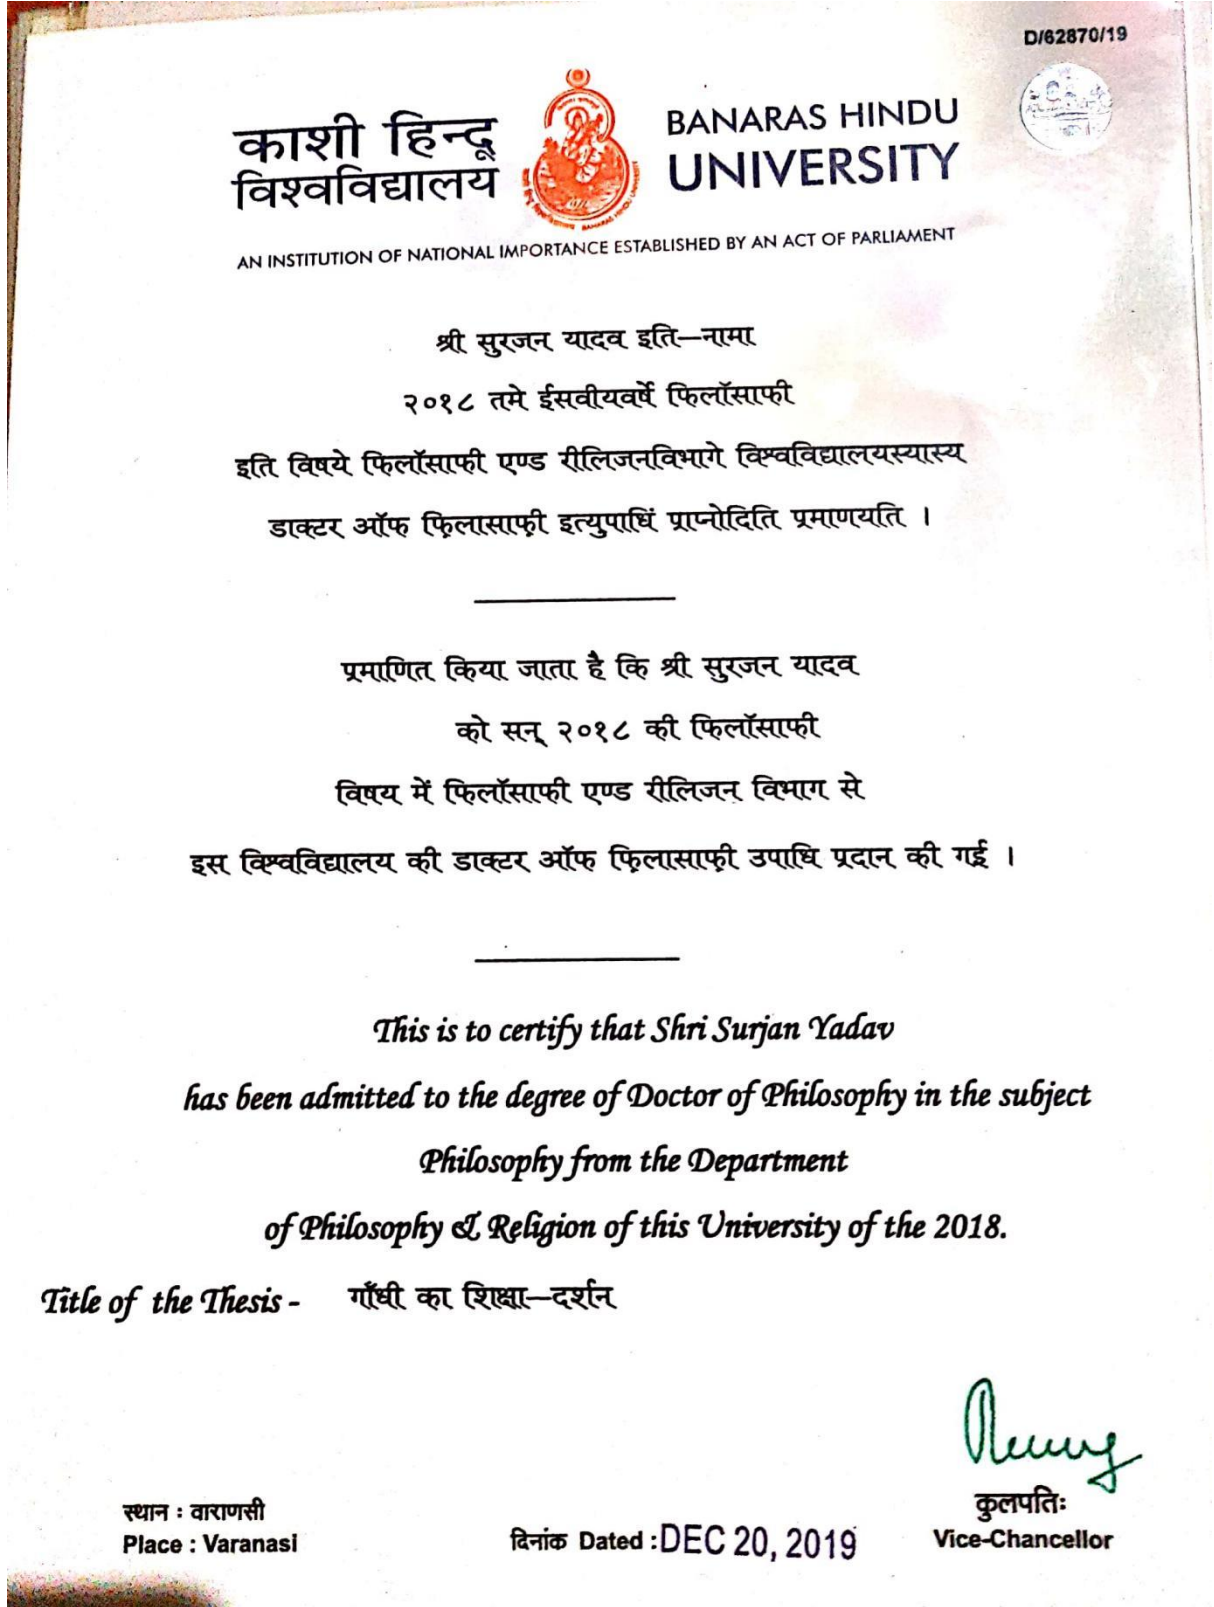 D/62870/19
काशी हिन्दू
विश्वविद्यालय
BANARAS HINDU
UNIVERSITY
AN INSTITUTION OF NATIONAL IMPORTANCE ESTABLISHED BY AN ACT OF PARLIAMENT
श्री सुरजन यादव इति—नामा
२०१८ तमे ईसवीयवर्षे फिलॉसाफी
इति विषये फिलॉसाफी एण्ड रीलिजनविभागे विश्वविद्यालयस्यास्य
डाक्टर ऑफ फ़िलासाफ़ी इत्युपाधिं प्राप्नोदिति प्रमाणयति ।
प्रमाणित किया जाता है कि श्री सुरजन यादव
को सन् २०१८ की फिलॉसाफी
विषय में फिलॉसाफी एण्ड रीलिजन विभाग से
इस विश्वविद्यालय की डाक्टर ऑफ फ़िलासाफ़ी उपाधि प्रदान की गई ।
This is to certify that Shri Surjan Yadav
has been admitted to the degree of Doctor of Philosophy in the subject
Philosophy from the Department
of Philosophy & Religion of this University of the 2018.
Title of the Thesis - गाँधी का शिक्षा—दर्शन
स्थान : वाराणसी
Place : Varanasi
दिनांक Dated : DEC 20, 2019
कुलपतिः
Vice-Chancellor